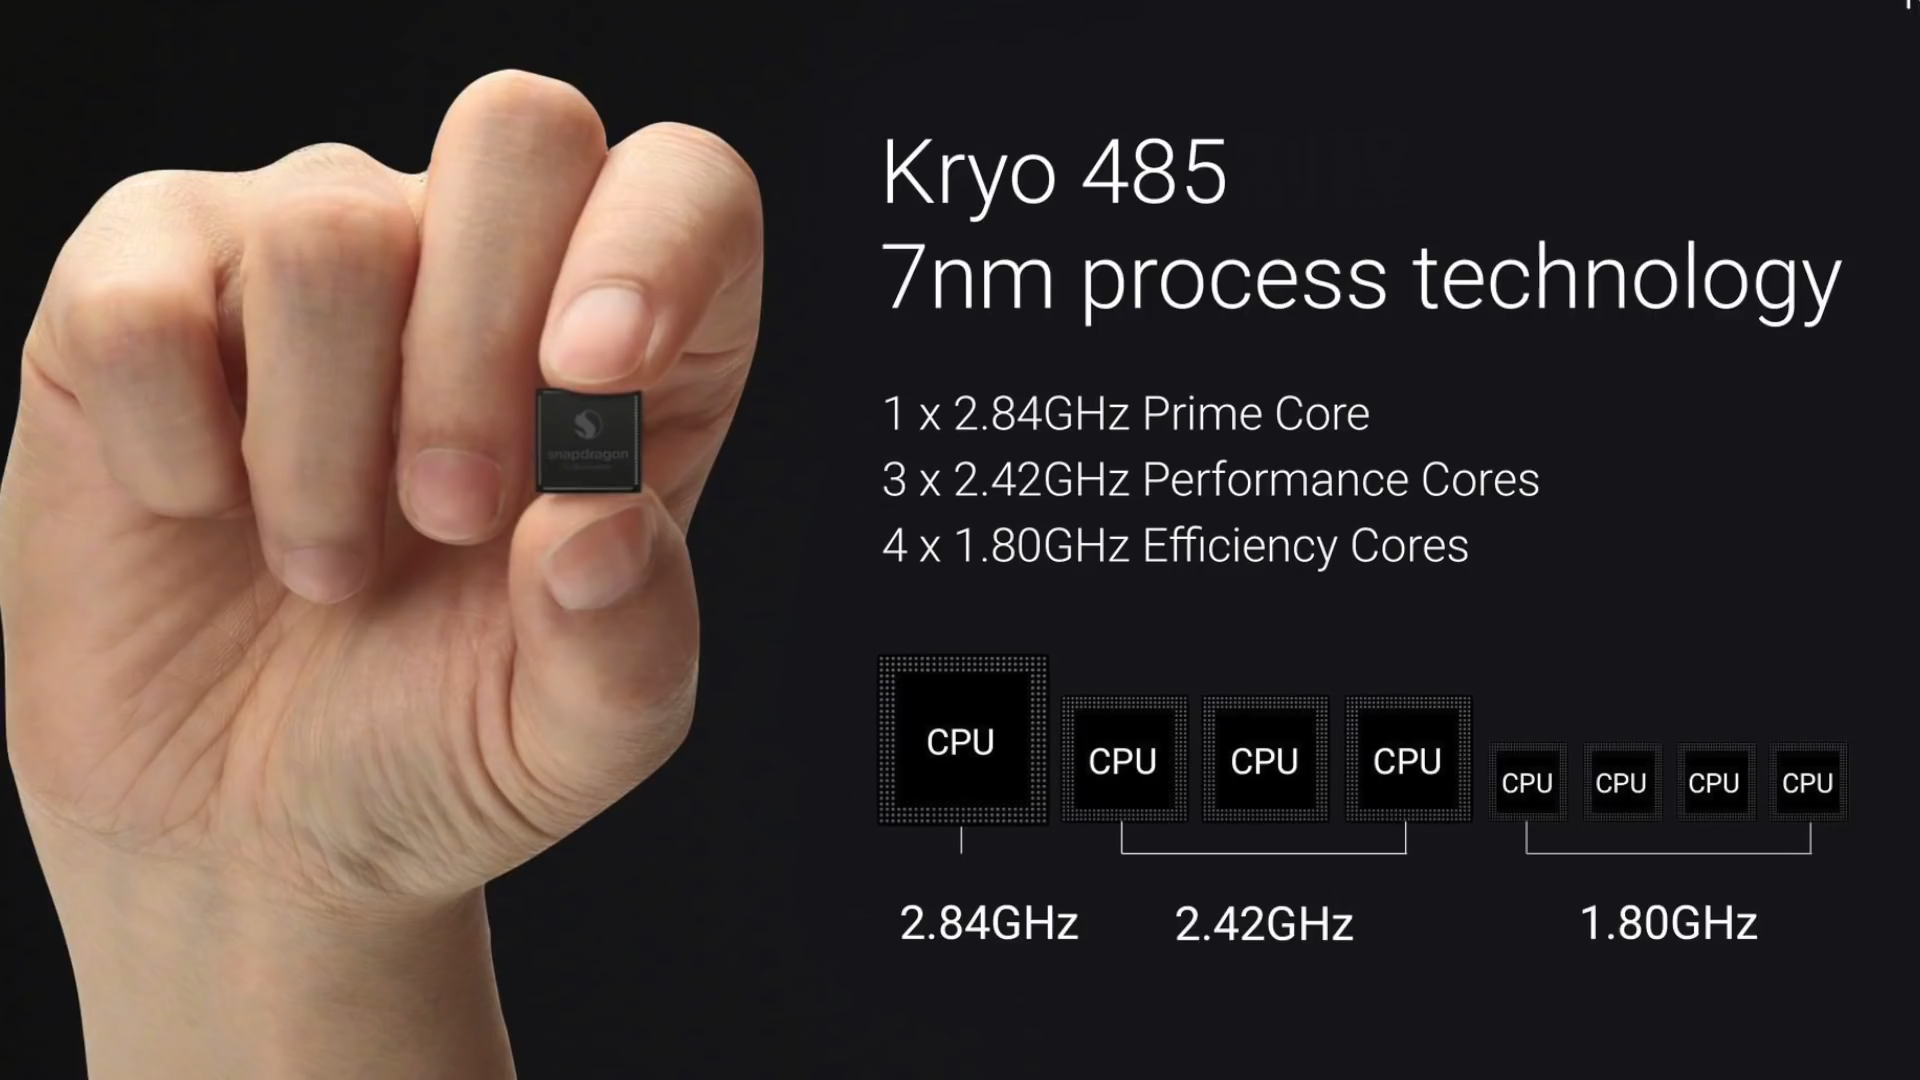 Kryo 485
7nm process technology
1 x 2.84GHz Prime Core
3 x 2.42GHz Performance Cores
4 x 1.80GHz Efficiency Cores
snapdragon
CPU
CPU CPU CPU
CPU CPU CPU CPU
2.84GHz 2.42GHz 1.80GHz